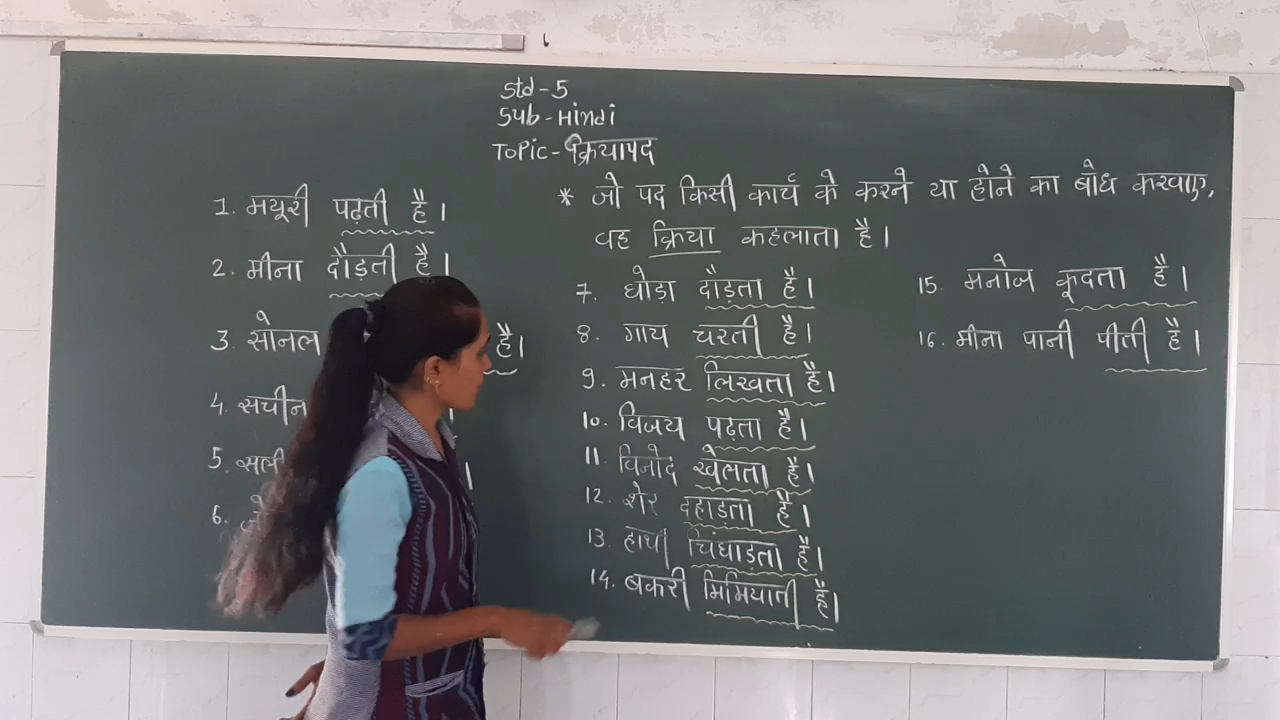 Std-5
Sub-Hindi
Topic-क्रियापद
1. मयूरी पढ़ती है।
2. मीना दौड़ती है।
3. सोनल है।
4. सचीन
5.
6.
* जो पद किसी कार्य के करने या होने का बोध करवाए,
वह क्रिया कहलाता है।
7. घोड़ा दौड़ता है।
8. गाय चरती है।
9. मनहर लिखता है।
10. विजय पढ़ता है।
11. विनोद खेलता है।
12. शेर दहाड़ता है।
13. हाथी चिंघाड़ता है।
14. बकरी मिमियाती है।
15. मनोज कूदता है।
16. मीना पानी पीती है।